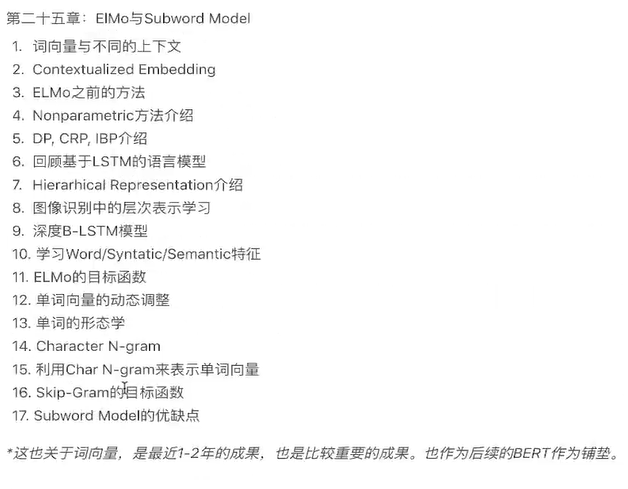 第二十五章：ElMo与Subword Model
1. 词向量与不同的上下文
2. Contextualized Embedding
3. ELMo之前的方法
4. Nonparametric方法介绍
5. DP, CRP, IBP介绍
6. 回顾基于LSTM的语言模型
7. Hierarhical Representation介绍
8. 图像识别中的层次表示学习
9. 深度B-LSTM模型
10. 学习Word/Syntatic/Semantic特征
11. ELMo的目标函数
12. 单词向量的动态调整
13. 单词的形态学
14. Character N-gram
15. 利用Char N-gram来表示单词向量
16. Skip-Gram的目标函数
17. Subword Model的优缺点
*这也关于词向量，是最近1-2年的成果，也是比较重要的成果。也作为后续的BERT作为铺垫。